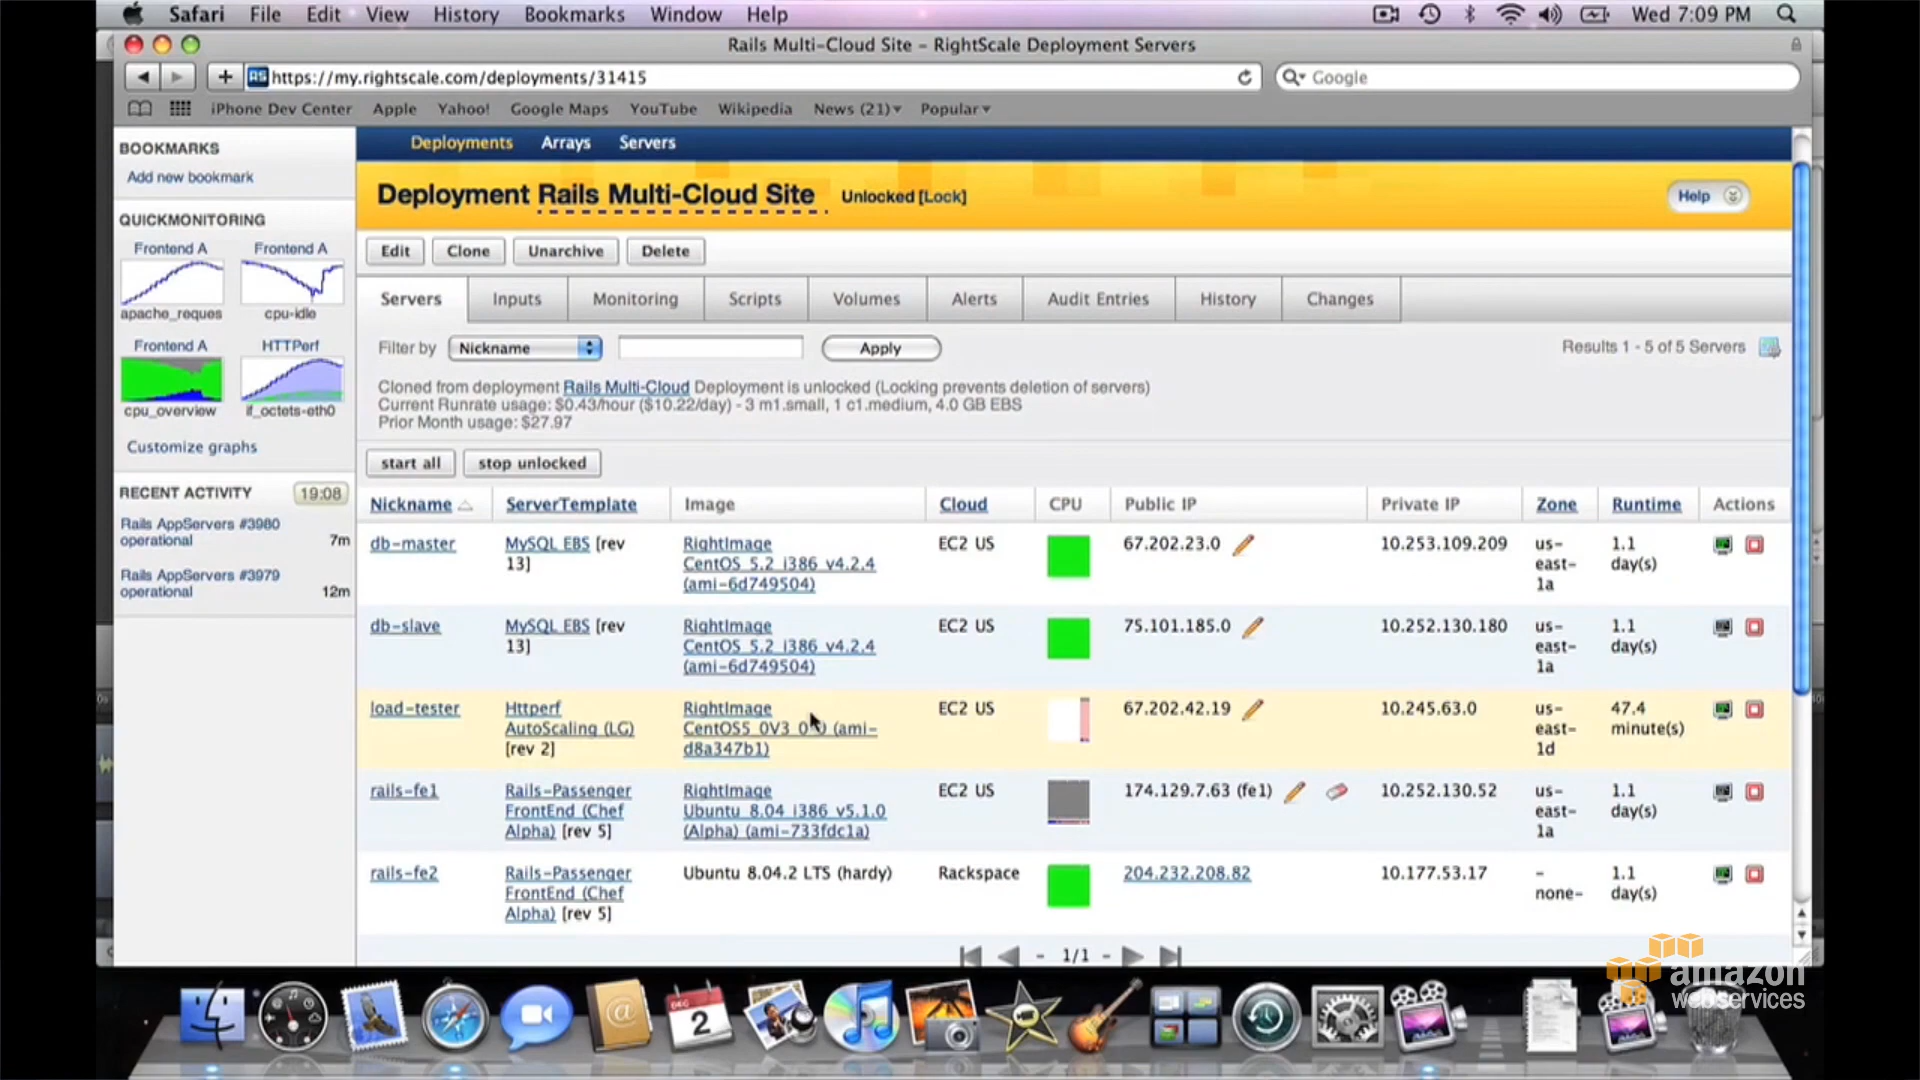 Safari File Edit View History Bookmarks Window Help Wed 7:09 PM
Rails Multi-Cloud Site – RightScale Deployment Servers
https://my.rightscale.com/deployments/31415 Google
iPhone Dev Center Apple Yahoo! Google Maps YouTube Wikipedia News (21) Popular
BOOKMARKS
Add new bookmark
QUICKMONITORING
Frontend A Frontend A
apache_reques cpu-idle
Frontend A HTTPerf
cpu_overview if_octets-eth0
Customize graphs
RECENT ACTIVITY 19:08
Rails AppServers #3980
operational 7m
Rails AppServers #3979
operational 12m
Deployments Arrays Servers
Deployment Rails Multi-Cloud Site Unlocked [Lock] Help
Edit Clone Unarchive Delete
Servers Inputs Monitoring Scripts Volumes Alerts Audit Entries History Changes
Filter by Nickname Apply Results 1 - 5 of 5 Servers
Cloned from deployment Rails Multi-Cloud Deployment is unlocked (Locking prevents deletion of servers)
Current Runrate usage: $0.43/hour ($10.22/day) - 3 m1.small, 1 c1.medium, 4.0 GB EBS
Prior Month usage: $27.97
start all stop unlocked
Nickname ServerTemplate Image Cloud CPU Public IP Private IP Zone Runtime Actions
db-master MySQL EBS [rev RightImage EC2 US 67.202.23.0 10.253.109.209 us- 1.1
13] CentOS_5.2_i386_v4.2.4 east- day(s)
(ami-6d749504) 1a
db-slave MySQL EBS [rev RightImage EC2 US 75.101.185.0 10.252.130.180 us- 1.1
13] CentOS_5.2_i386_v4.2.4 east- day(s)
(ami-6d749504) 1a
load-tester Httperf RightImage EC2 US 67.202.42.19 10.245.63.0 us- 47.4
AutoScaling (LG) (ami- east- minute(s)
[rev 2] d8a347b1) 1d
rails-fe1 Rails-Passenger RightImage EC2 US 174.129.7.63 (fe1) 10.252.130.52 us- 1.1
FrontEnd (Chef Ubuntu_8.04_i386_v5.1.0 east- day(s)
Alpha) [rev 5] (Alpha) (ami-733fdc1a) 1a
rails-fe2 Rails-Passenger Ubuntu 8.04.2 LTS (hardy) Rackspace 204.232.208.82 10.177.53.17 - 1.1
FrontEnd (Chef none- day(s)
Alpha) [rev 5]
- 1/1 -
DEC
2
amazon
webservices